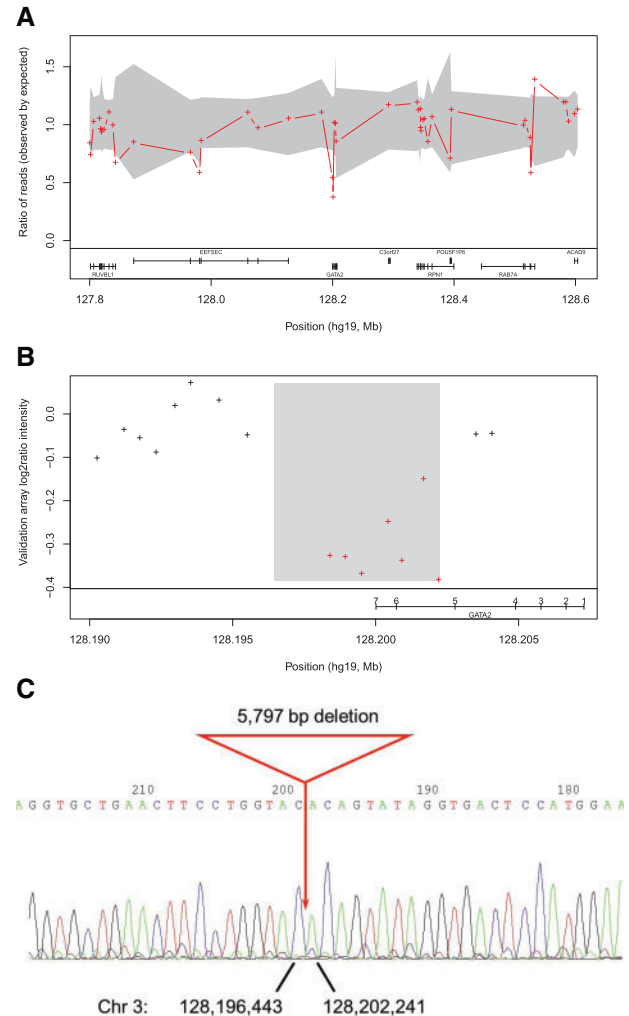 A
Ratio of reads (observed by expected)
1.5
1.0
0.5
0.0
EEFSEC
C3orf27
POU5F1P6
ACAD9
RUVBL1
GATA2
RPN1
RAB7A
127.8
128.0
128.2
128.4
128.6
Position (hg19, Mb)
B
Validation array log2ratio intensity
0.0
−0.1
−0.2
−0.3
−0.4
7 6 5 4 3 2 1
GATA2
128.190
128.195
128.200
128.205
Position (hg19, Mb)
C
5,797 bp deletion
210 200 190 180
AGGTGCTGAACTTCCTGGTACACAGTATAGGTGACTCCATGGAA
Chr 3: 128,196,443 128,202,241